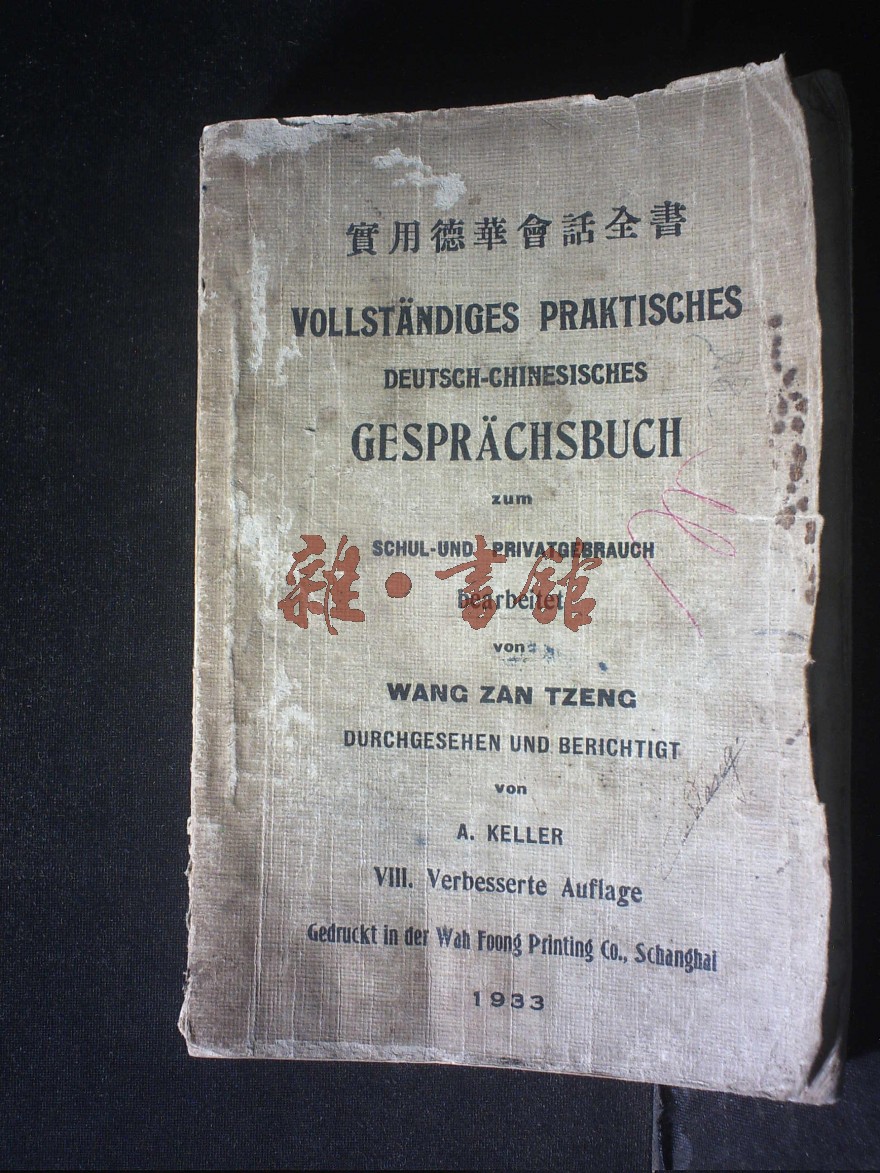 實用德華會話全書
VOLLSTÄNDIGES PRAKTISCHES
DEUTSCH-CHINESISCHES
GESPRÄCHSBUCH
zum
SCHUL-UND PRIVATGEBRAUCH
雜·書館
bearbeitet
von
WANG ZAN TZENG
DURCHGESEHEN UND BERICHTIGT
von
A. KELLER
VIII. Verbesserte Auflage
Gedruckt in der Wah Foong Printing Co., Schanghai
1933